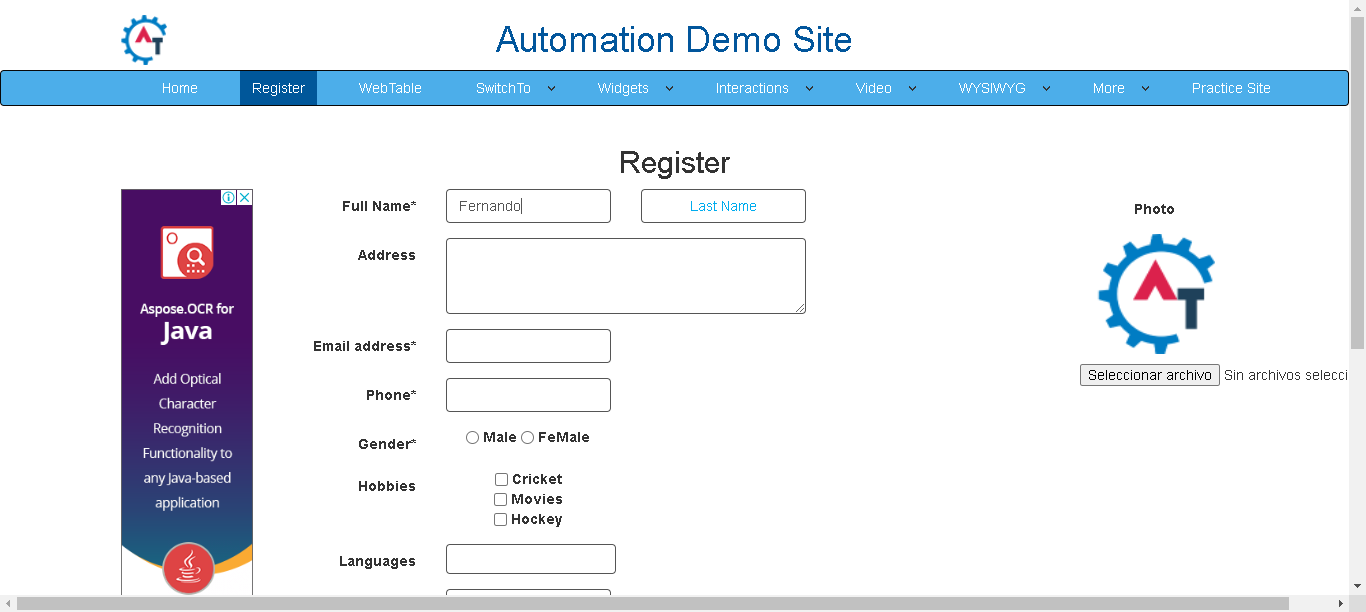 Automation Demo Site
Home Register WebTable SwitchTo Widgets Interactions Video WYSIWYG More Practice Site
Register
Aspose.OCR for
Java
Add Optical
Character
Recognition
Functionality to
any Java-based
application
Full Name* Fernando Last Name
Address
Email address*
Phone*
Gender* Male FeMale
Hobbies Cricket
Movies
Hockey
Languages
Photo
AT
Seleccionar archivo Sin archivos selecci